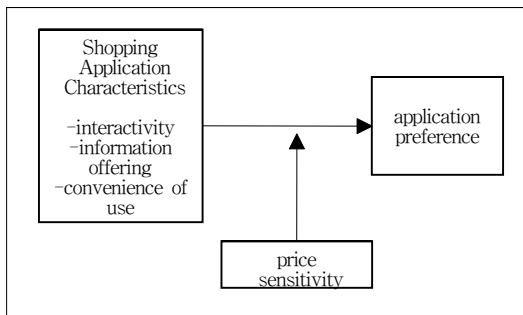 Shopping
Application
Characteristics
-interactivity
-information
offering
-convenience of
use
application
preference
price
sensitivity